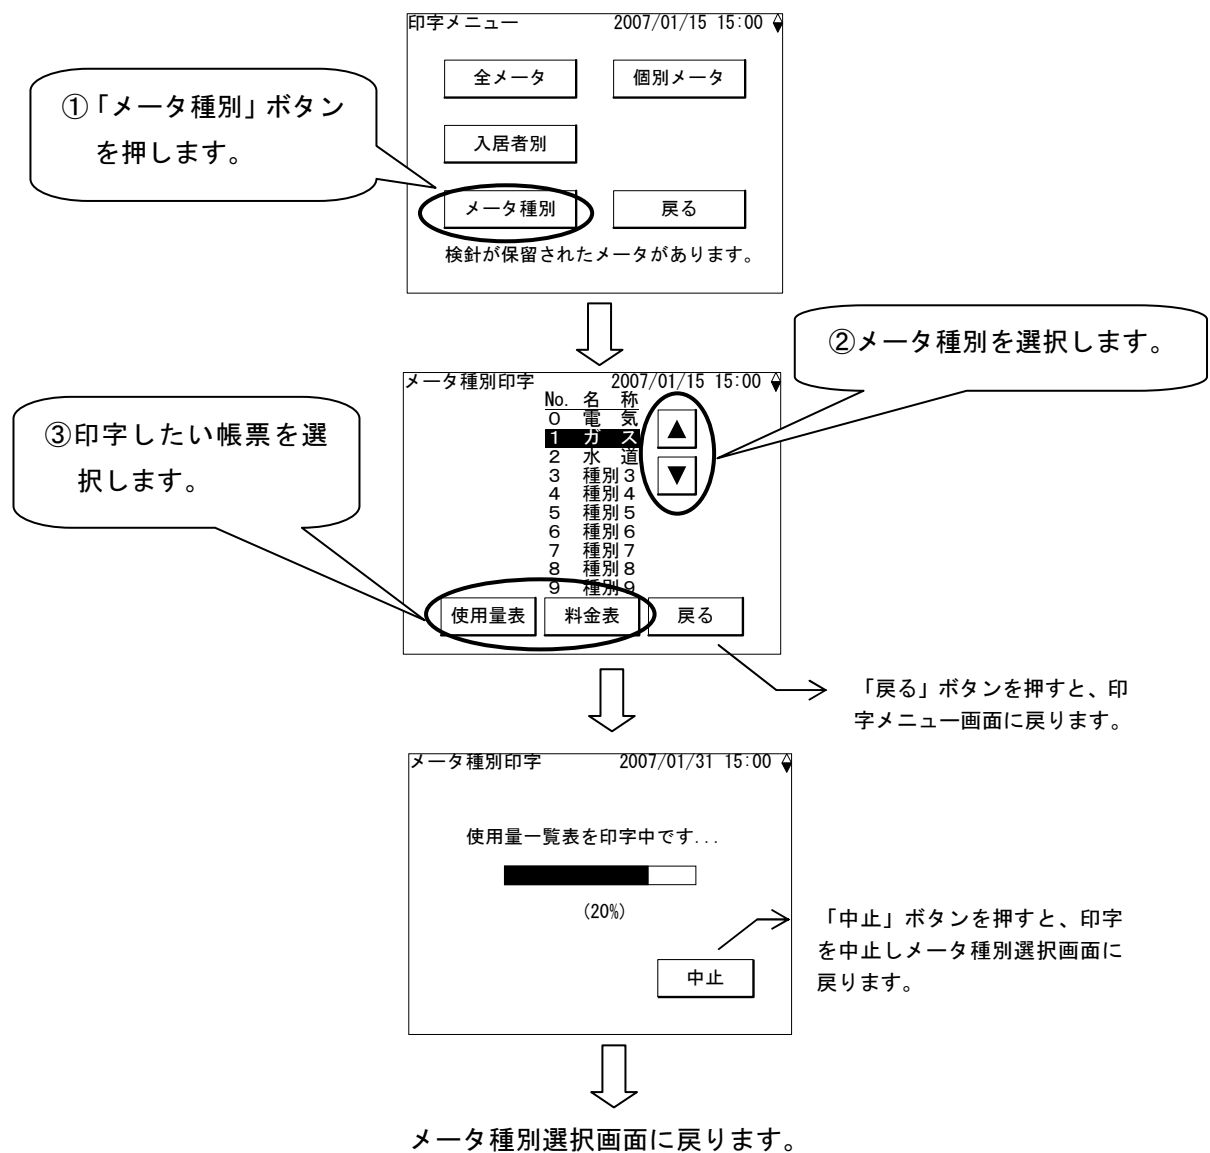 印字メニュー 2007/01/15 15:00
全メータ 個別メータ
①「メータ種別」ボタン
を押します。
入居者別
メータ種別 戻る
検針が保留されたメータがあります。
②メータ種別を選択します。
メータ種別印字 2007/01/15 15:00
No. 名 称
0 電 気
1 ガ ス
2 水 道
3 種別3
4 種別4
5 種別5
6 種別6
7 種別7
8 種別8
9 種別9
▲
▼
③印字したい帳票を選
択します。
使用量表 料金表 戻る
「戻る」ボタンを押すと、印
字メニュー画面に戻ります。
メータ種別印字 2007/01/31 15:00
使用量一覧表を印字中です...
(20%)
中止
「中止」ボタンを押すと、印字
を中止しメータ種別選択画面に
戻ります。
メータ種別選択画面に戻ります。